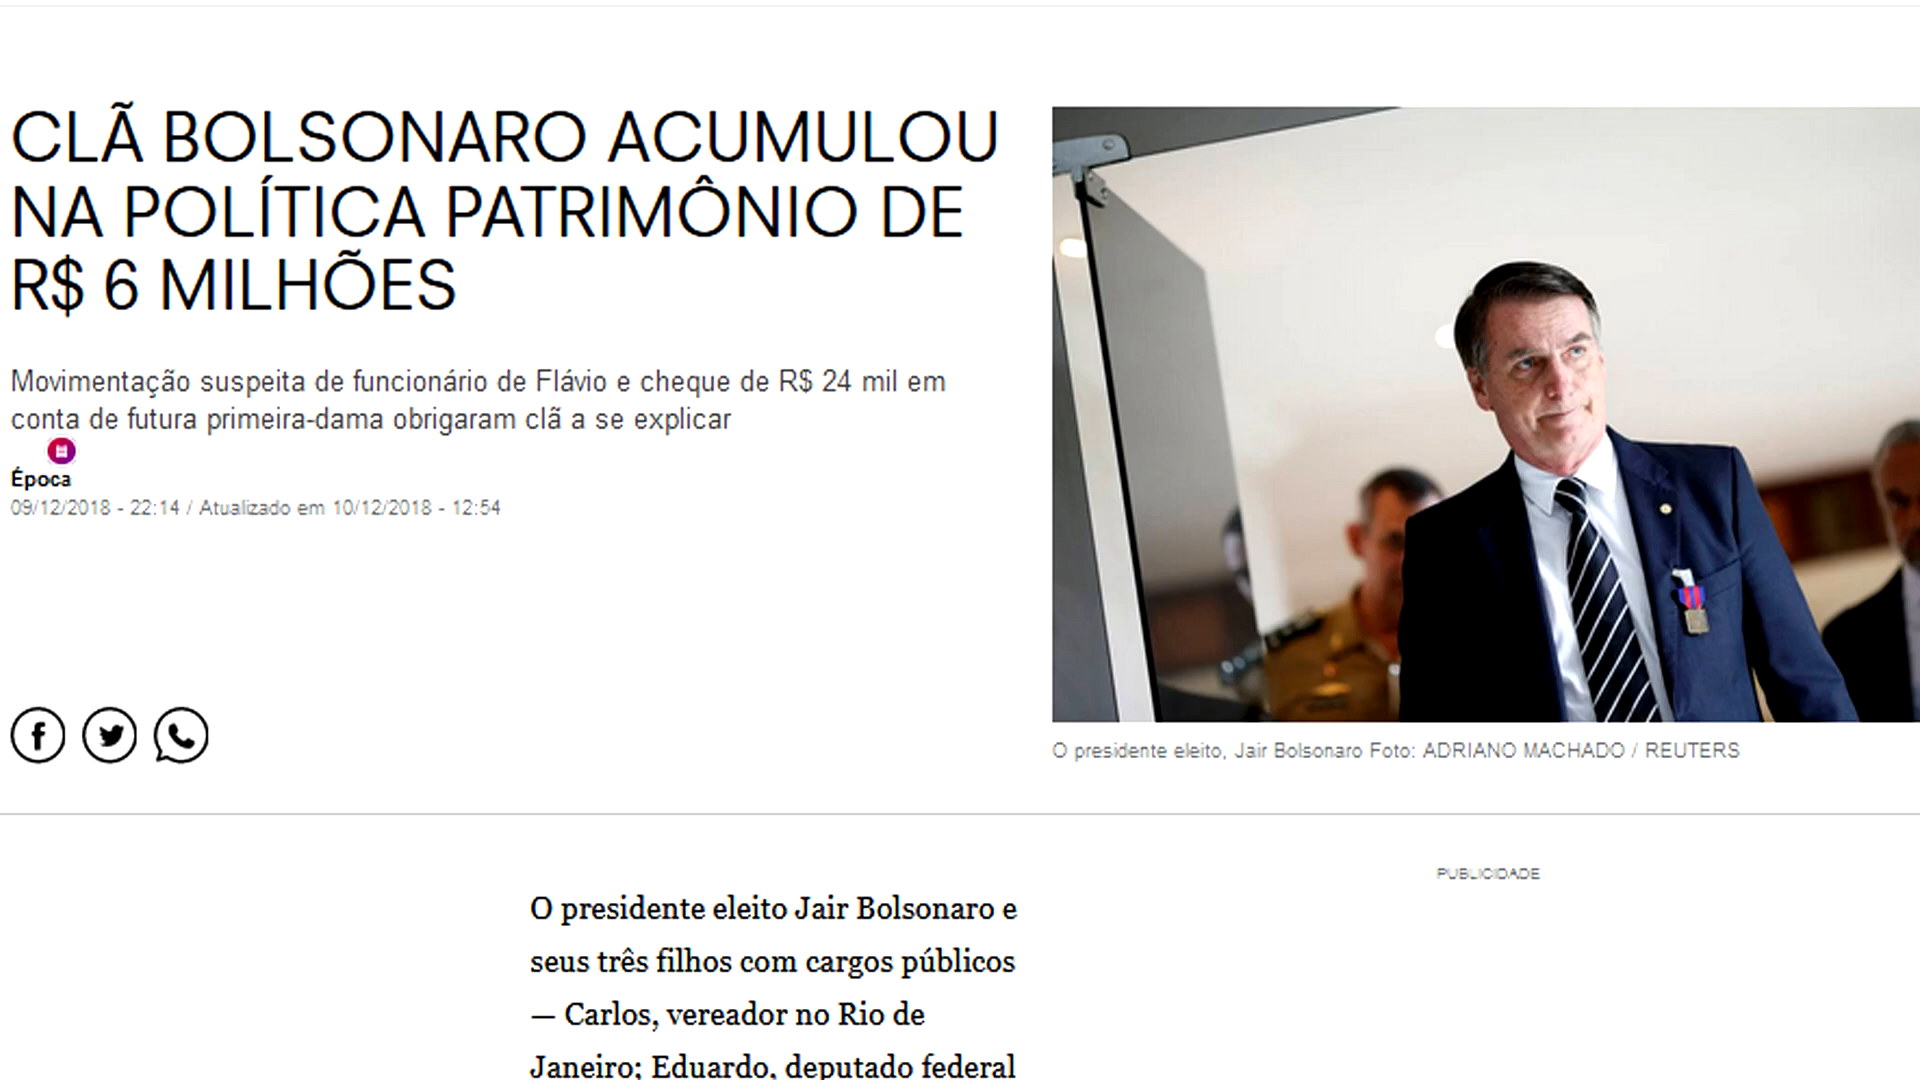 CLÃ BOLSONARO ACUMULOU
NA POLÍTICA PATRIMÔNIO DE
R$ 6 MILHÕES
Movimentação suspeita de funcionário de Flávio e cheque de R$ 24 mil em
conta de futura primeira-dama obrigaram clã a se explicar
Época
09/12/2018 - 22:14 / Atualizado em 10/12/2018 - 12:54
O presidente eleito, Jair Bolsonaro Foto: ADRIANO MACHADO / REUTERS
PUBLICIDADE
O presidente eleito Jair Bolsonaro e
seus três filhos com cargos públicos
— Carlos, vereador no Rio de
Janeiro; Eduardo, deputado federal